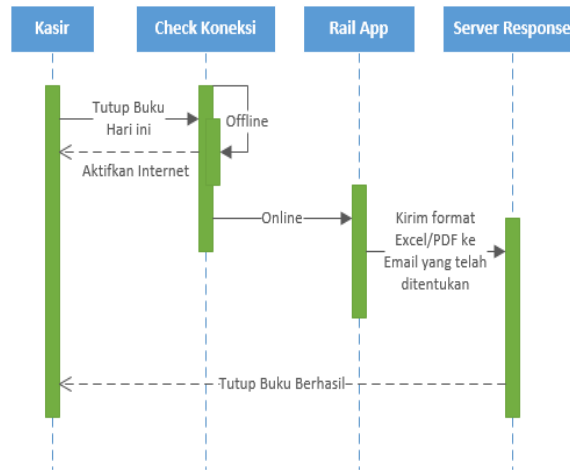 Kasir
Check Koneksi
Rail App
Server Response
Tutup Buku
Hari ini
Offline
Aktifkan Internet
Online
Kirim format
Excel/PDF ke
Email yang telah
ditentukan
Tutup Buku Berhasil